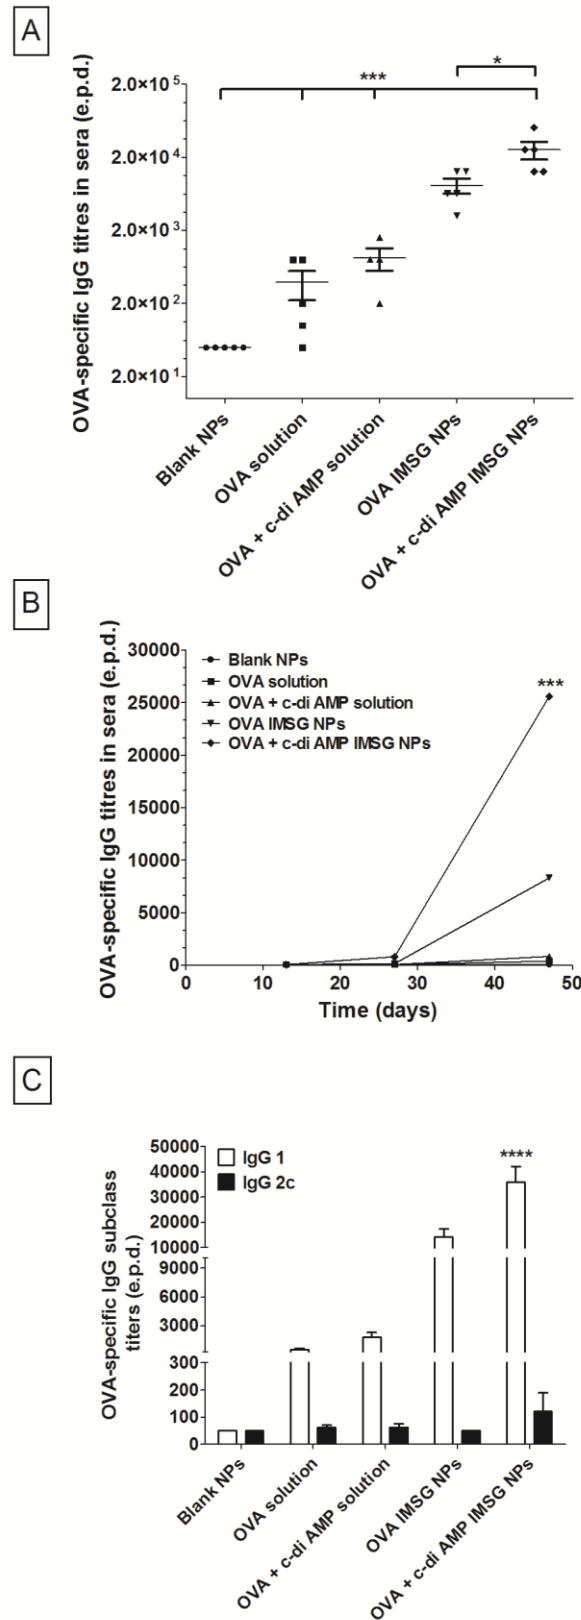 A
OVA-specific IgG titres in sera (e.p.d.)
2.0×10⁵
2.0×10⁴
2.0×10³
2.0×10²
2.0×10¹
***
*
Blank NPs
OVA solution
OVA + c-di AMP solution
OVA IMSG NPs
OVA + c-di AMP IMSG NPs
B
OVA-specific IgG titres in sera (e.p.d.)
30000
25000
20000
15000
10000
5000
0
Blank NPs
OVA solution
OVA + c-di AMP solution
OVA IMSG NPs
OVA + c-di AMP IMSG NPs
***
0 10 20 30 40 50
Time (days)
C
OVA-specific IgG subclass
titers (e.p.d.)
50000
40000
30000
20000
10000
9000
6000
3000
300
200
100
0
IgG 1
IgG 2c
****
Blank NPs
OVA solution
OVA + c-di AMP solution
OVA IMSG NPs
OVA + c-di AMP IMSG NPs